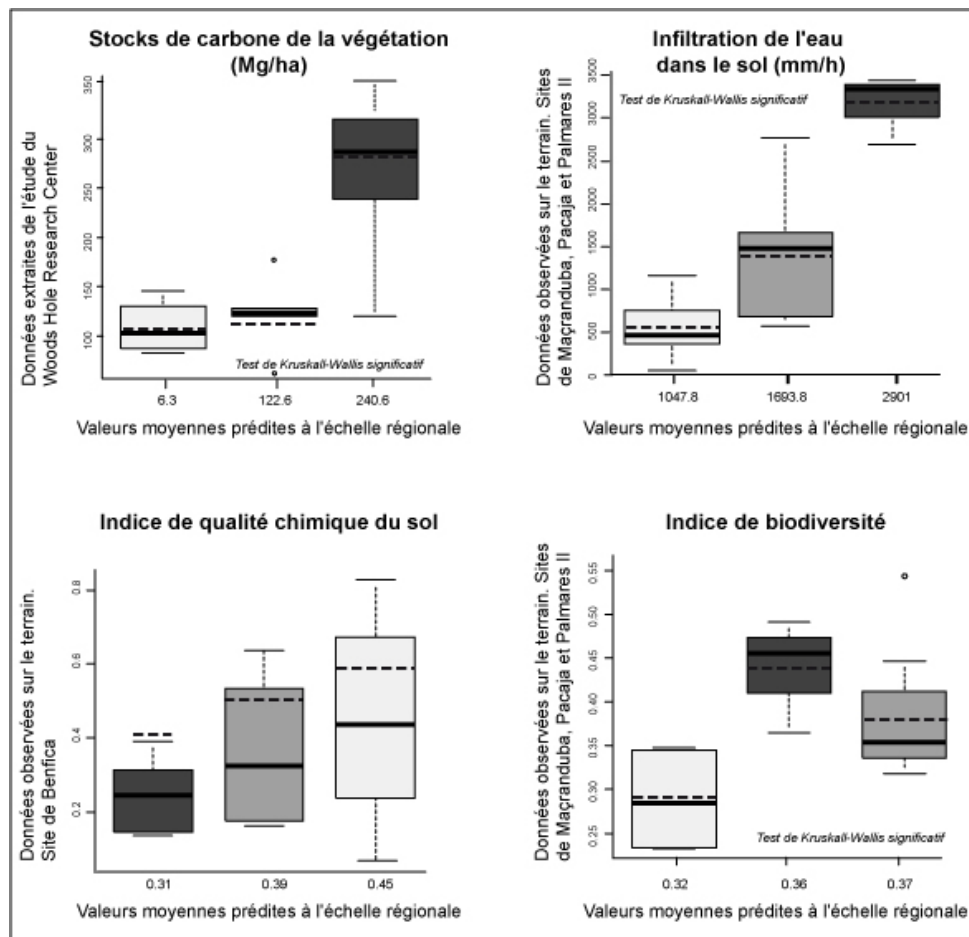 Stocks de carbone de la végétation
(Mg/ha)
Données extraites de l'étude du
Woods Hole Research Center
350
300
250
200
150
100
Test de Kruskall-Wallis significatif
6.3
122.6
240.6
Valeurs moyennes prédites à l'échelle régionale
Infiltration de l'eau
dans le sol (mm/h)
Données observées sur le terrain. Sites
de Maçranduba, Pacaja et Palmares II
3500
3000
2500
2000
1500
1000
500
0
Test de Kruskall-Wallis significatif
1047.8
1693.8
2901
Valeurs moyennes prédites à l'échelle régionale
Indice de qualité chimique du sol
Données observées sur le terrain.
Site de Benfica
0.8
0.6
0.4
0.2
0.31
0.39
0.45
Valeurs moyennes prédites à l'échelle régionale
Indice de biodiversité
Données observées sur le terrain. Sites
de Maçranduba, Pacaja et Palmares II
0.55
0.50
0.45
0.40
0.35
0.30
0.25
Test de Kruskall-Wallis significatif
0.32
0.36
0.37
Valeurs moyennes prédites à l'échelle régionale